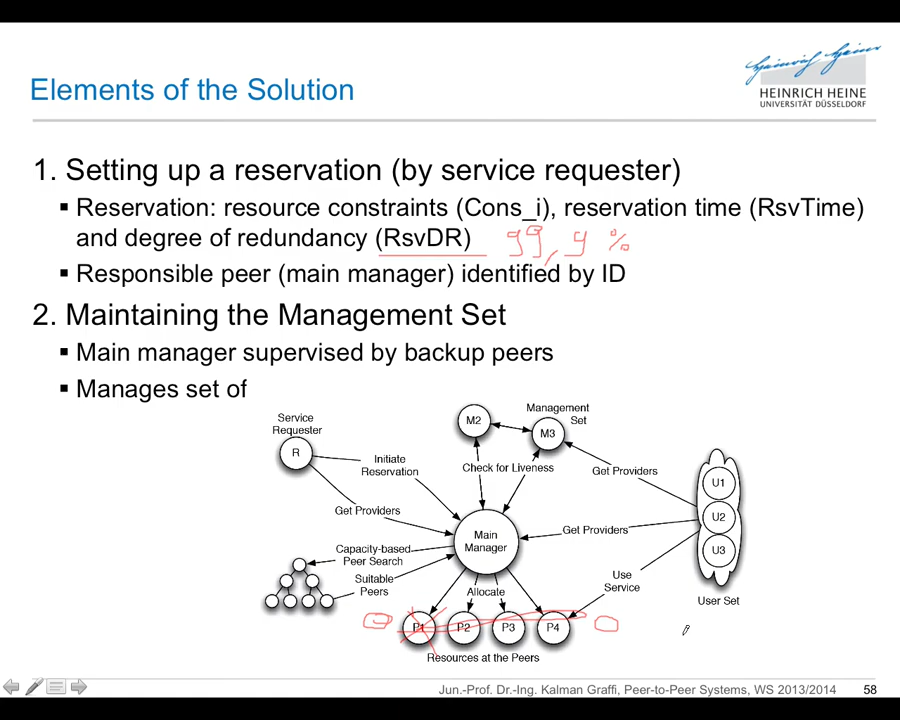 Heinrich Heine
HEINRICH HEINE
UNIVERSITÄT DÜSSELDORF
Elements of the Solution
1. Setting up a reservation (by service requester)
▪ Reservation: resource constraints (Cons_i), reservation time (RsvTime)
and degree of redundancy (RsvDR) 99,9 %
▪ Responsible peer (main manager) identified by ID
2. Maintaining the Management Set
▪ Main manager supervised by backup peers
▪ Manages set of
Service
Requester
R
M2
Management
Set
M3
Initiate
Reservation
Check for Liveness
Get Providers
U1
U2
U3
User Set
Get Providers
Main
Manager
Get Providers
Capacity-based
Peer Search
Suitable
Peers
Allocate
Use
Service
P1
P2
P3
P4
Resources at the Peers
Jun.-Prof. Dr.-Ing. Kalman Graffi, Peer-to-Peer Systems, WS 2013/2014
58